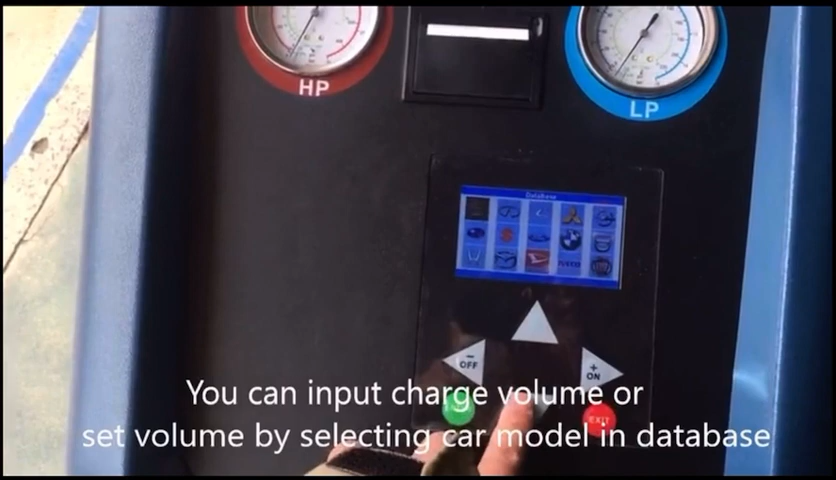 HP
LP
Database
IVECO
−
OFF
+
ON
EXIT
You can input charge volume or
set volume by selecting car model in database